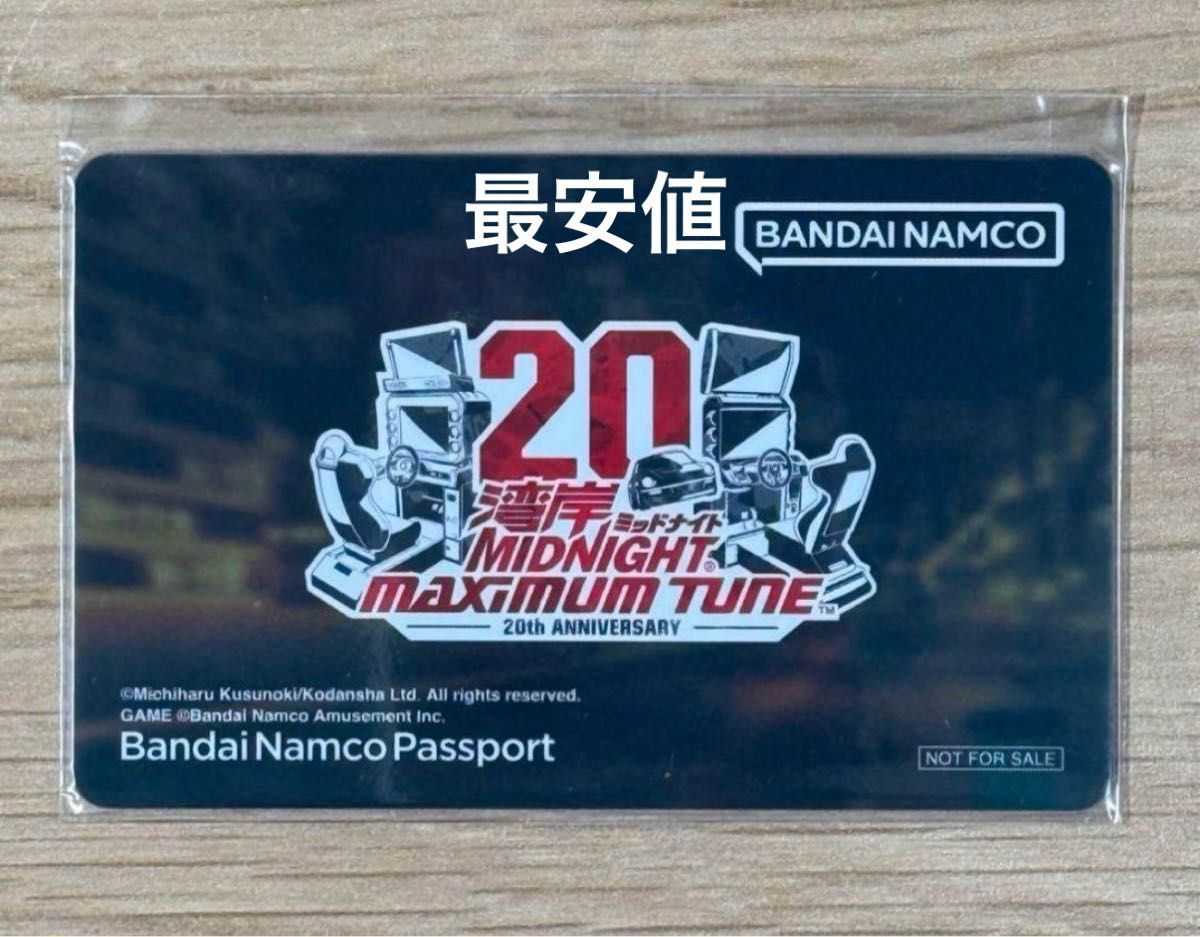 最安値
BANDAI NAMCO
20
湾岸 ミッドナイト
MIDNIGHT®
MAXIMUM TUNE™
20th ANNIVERSARY
©Michiharu Kusunoki/Kodansha Ltd. All rights reserved.
GAME ©Bandai Namco Amusement Inc.
Bandai Namco Passport
NOT FOR SALE